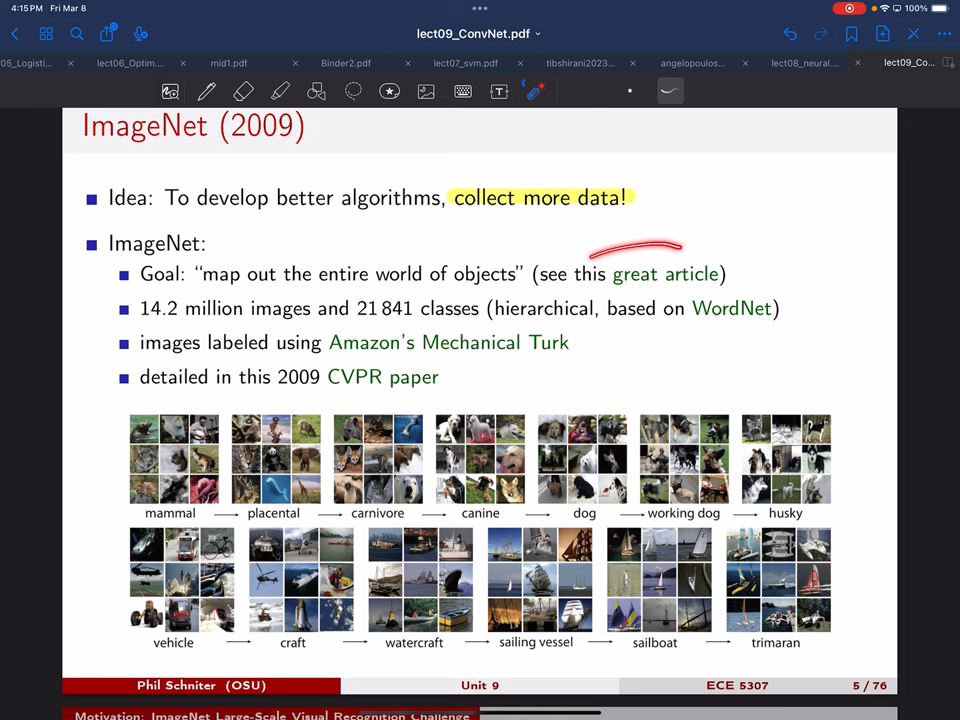 4:15 PM Fri Mar 8
100%
lect09_ConvNet.pdf
05_Logisti...
lect06_Optim....
mid1.pdf
Binder2.pdf
lect07_svm.pdf
tibshirani2023...
angelopoulos...
lect08_neural....
lect09_Co...
ImageNet (2009)
Idea: To develop better algorithms, collect more data!
ImageNet:
Goal: “map out the entire world of objects” (see this great article)
14.2 million images and 21 841 classes (hierarchical, based on WordNet)
images labeled using Amazon's Mechanical Turk
detailed in this 2009 CVPR paper
mammal → placental → carnivore → canine → dog → working dog → husky
vehicle → craft → watercraft → sailing vessel → sailboat → trimaran
Phil Schniter (OSU) Unit 9 ECE 5307 5 / 76
Motivation: ImageNet Large-Scale Visual Recognition Challenge